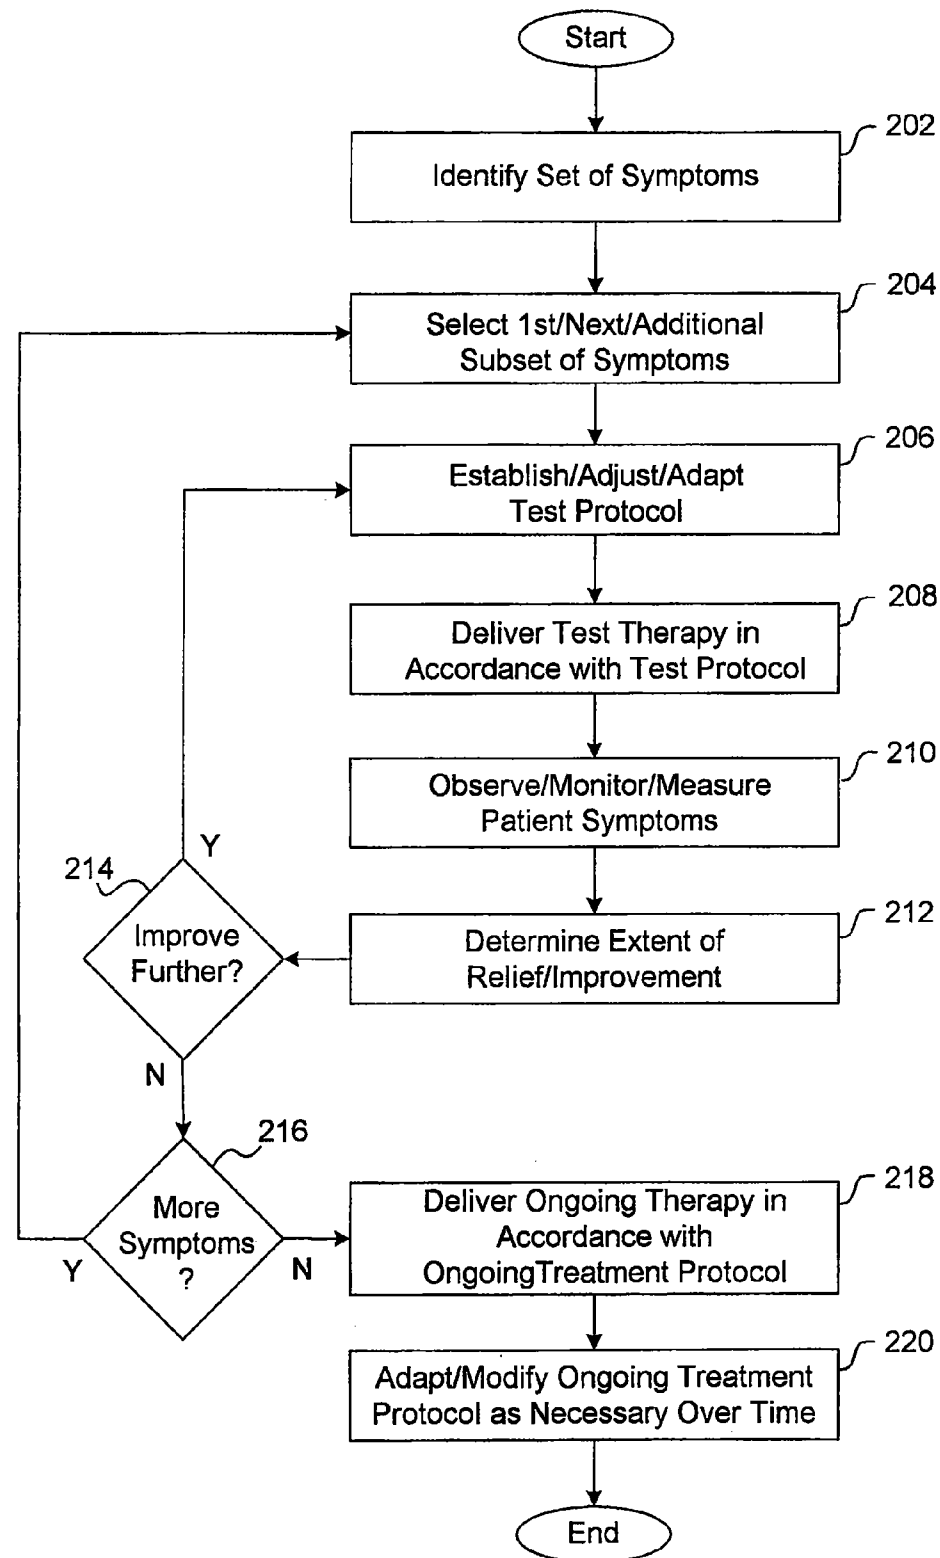 Start
202
Identify Set of Symptoms
204
Select 1st/Next/Additional
Subset of Symptoms
206
Establish/Adjust/Adapt
Test Protocol
208
Deliver Test Therapy in
Accordance with Test Protocol
210
Observe/Monitor/Measure
Patient Symptoms
212
Determine Extent of
Relief/Improvement
214
Y
Improve
Further?
N
216
More
Symptoms
?
Y
N
218
Deliver Ongoing Therapy in
Accordance with
OngoingTreatment Protocol
220
Adapt/Modify Ongoing Treatment
Protocol as Necessary Over Time
End